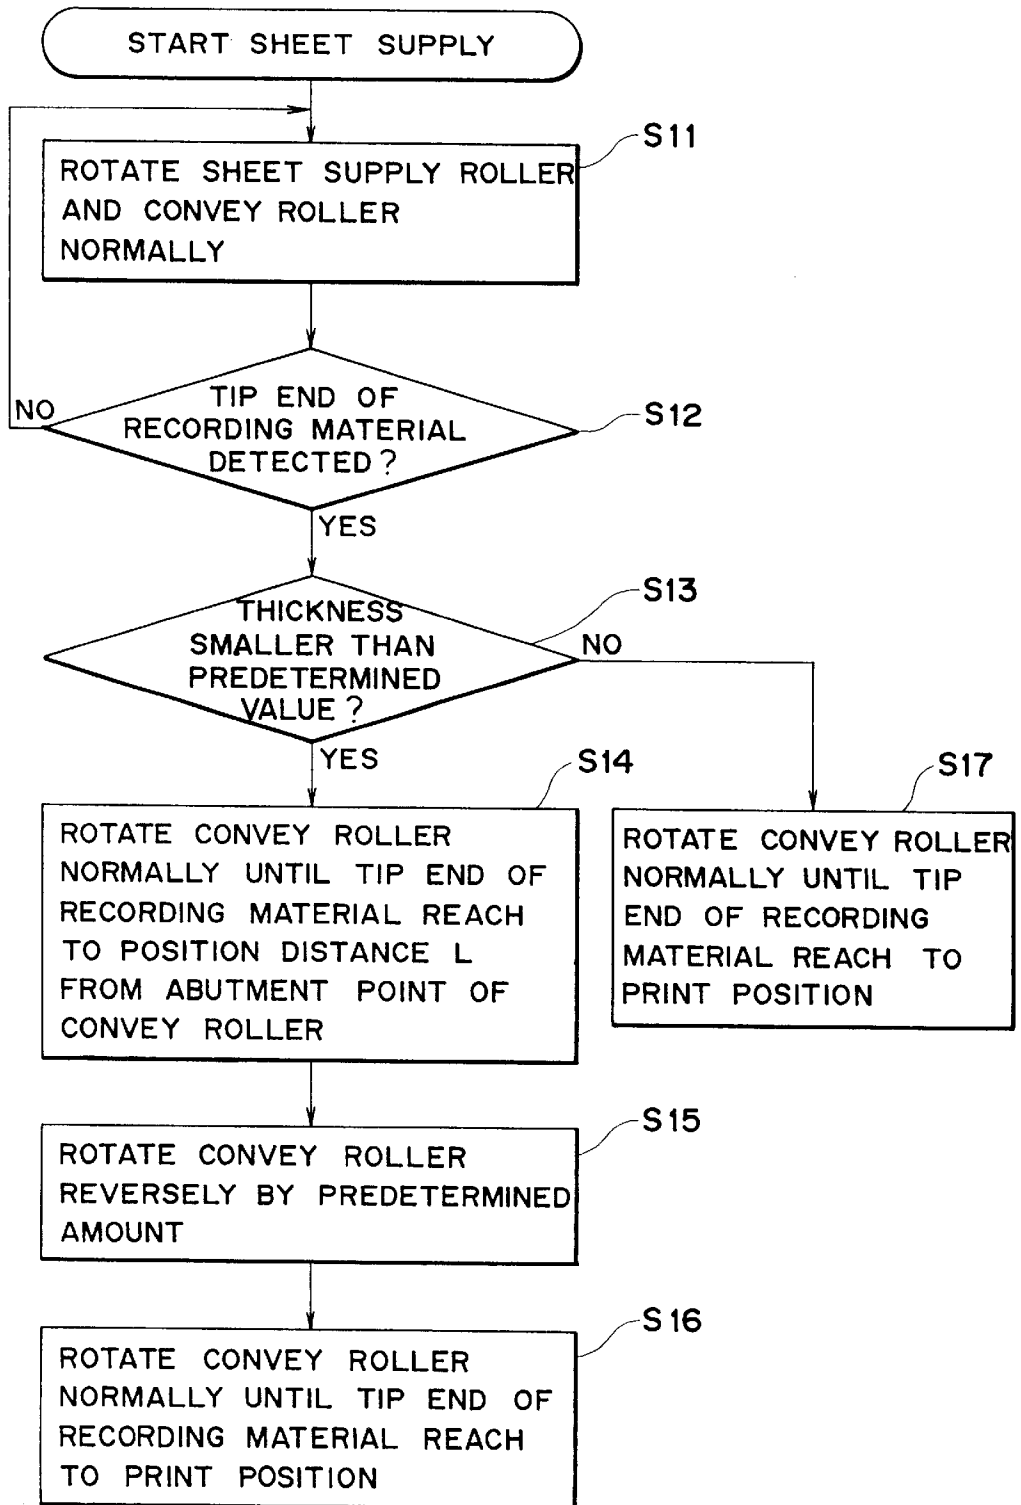 START SHEET SUPPLY
S11
ROTATE SHEET SUPPLY ROLLER
AND CONVEY ROLLER
NORMALLY
S12
TIP END OF
RECORDING MATERIAL
DETECTED?
NO
YES
S13
THICKNESS
SMALLER THAN
PREDETERMINED
VALUE?
NO
YES
S14
ROTATE CONVEY ROLLER
NORMALLY UNTIL TIP END OF
RECORDING MATERIAL REACH
TO POSITION DISTANCE L
FROM ABUTMENT POINT OF
CONVEY ROLLER
S17
ROTATE CONVEY ROLLER
NORMALLY UNTIL TIP
END OF RECORDING
MATERIAL REACH TO
PRINT POSITION
S15
ROTATE CONVEY ROLLER
REVERSELY BY PREDETERMINED
AMOUNT
S16
ROTATE CONVEY ROLLER
NORMALLY UNTIL TIP END OF
RECORDING MATERIAL REACH
TO PRINT POSITION